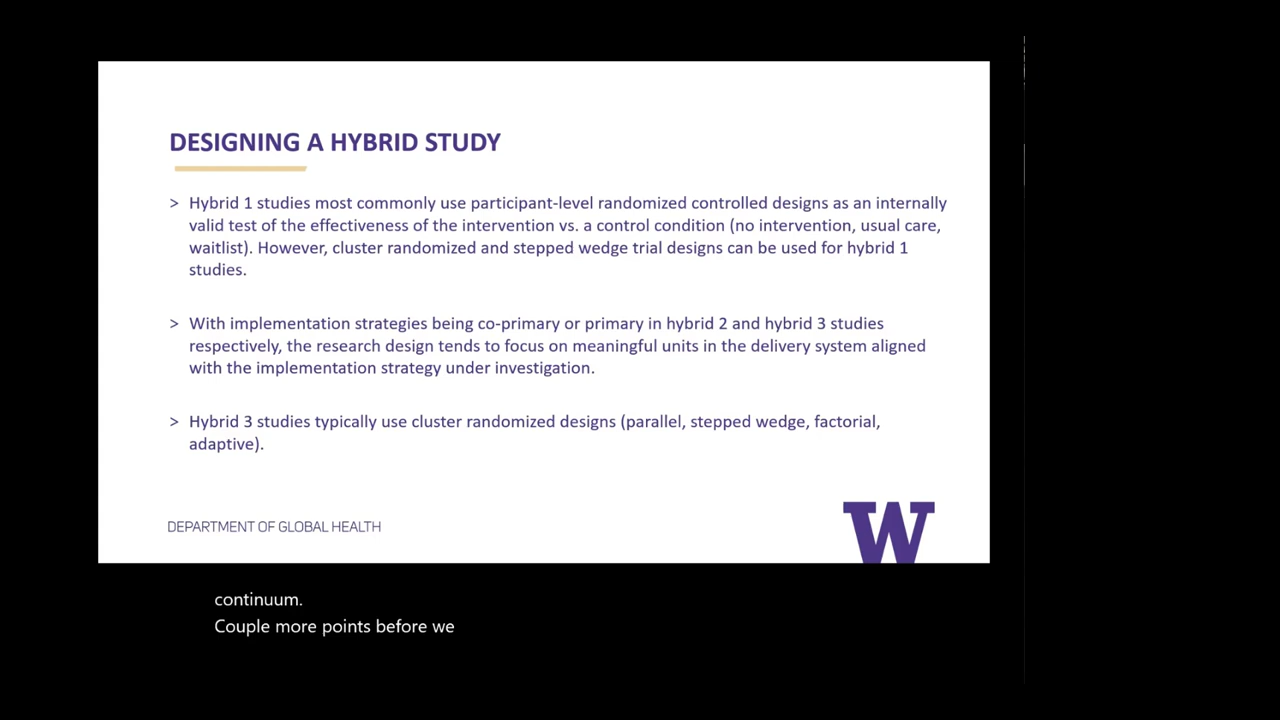 DESIGNING A HYBRID STUDY
> Hybrid 1 studies most commonly use participant-level randomized controlled designs as an internally
valid test of the effectiveness of the intervention vs. a control condition (no intervention, usual care,
waitlist). However, cluster randomized and stepped wedge trial designs can be used for hybrid 1
studies.
> With implementation strategies being co-primary or primary in hybrid 2 and hybrid 3 studies
respectively, the research design tends to focus on meaningful units in the delivery system aligned
with the implementation strategy under investigation.
> Hybrid 3 studies typically use cluster randomized designs (parallel, stepped wedge, factorial,
adaptive).
DEPARTMENT OF GLOBAL HEALTH
W
continuum.
Couple more points before we